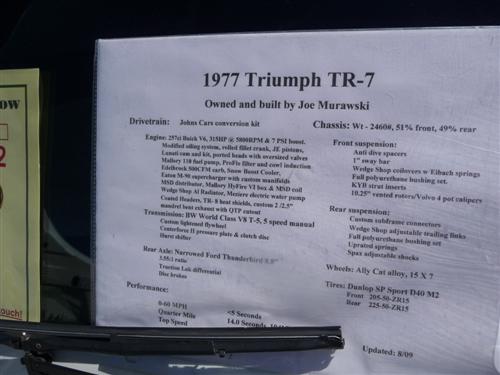 OW
2
ouch!
1977 Triumph TR-7
Owned and built by Joe Murawski
Drivetrain: Johns Cars conversion kit
Engine: 257ci Buick V6, 315HP @ 5800RPM & 7 PSI boost.
Modified oiling system, rolled fillet crank, JE pistons,
Lunati cam and kit, ported heads with oversized valves
Mallory 110 fuel pump, ProFlo filter and cowl induction
Edelbrock 500CFM carb, Snow Boost Cooler,
Eaton M-90 supercharger with custom manifolds
MSD distributor, Mallory HyFire VI box & MSD coil
Wedge Shop Al Radiator, Meziere electric water pump
Coated Headers, TR-8 heat shields, custom 2 /2.5"
mandrel bent exhaust with QTP cutout
Transmission: BW World Class V8 T-5, 5 speed manual
Custom lightened flywheel
Centerforce II pressure plate & clutch disc
Hurst shifter
Rear Axle: Narrowed Ford Thunderbird 8.8"
3.55:1 ratio
Traction Lok differential
Disc brakes
Performance:
0-60 MPH <5 Seconds
Quarter Mile 14.0 Seconds,
Top Speed
Chassis: Wt - 2460#, 51% front, 49% rear
Front suspension:
Anti dive spacers
1" sway bar
Wedge Shop coilovers w Eibach springs
Full polyurethane bushing set.
KYB strut inserts
10.25" vented rotors/Volvo 4 pot calipers
Rear suspension:
Custom subframe connectors
Wedge Shop adjustable trailing links
Full polyurethane bushing set
Uprated springs
Spax adjustable shocks
Wheels: Ally Cat alloy, 15 X 7
Tires: Dunlop SP Sport D40 M2
Front 205-50-ZR15
Rear 225-50-ZR15
Updated: 8/09